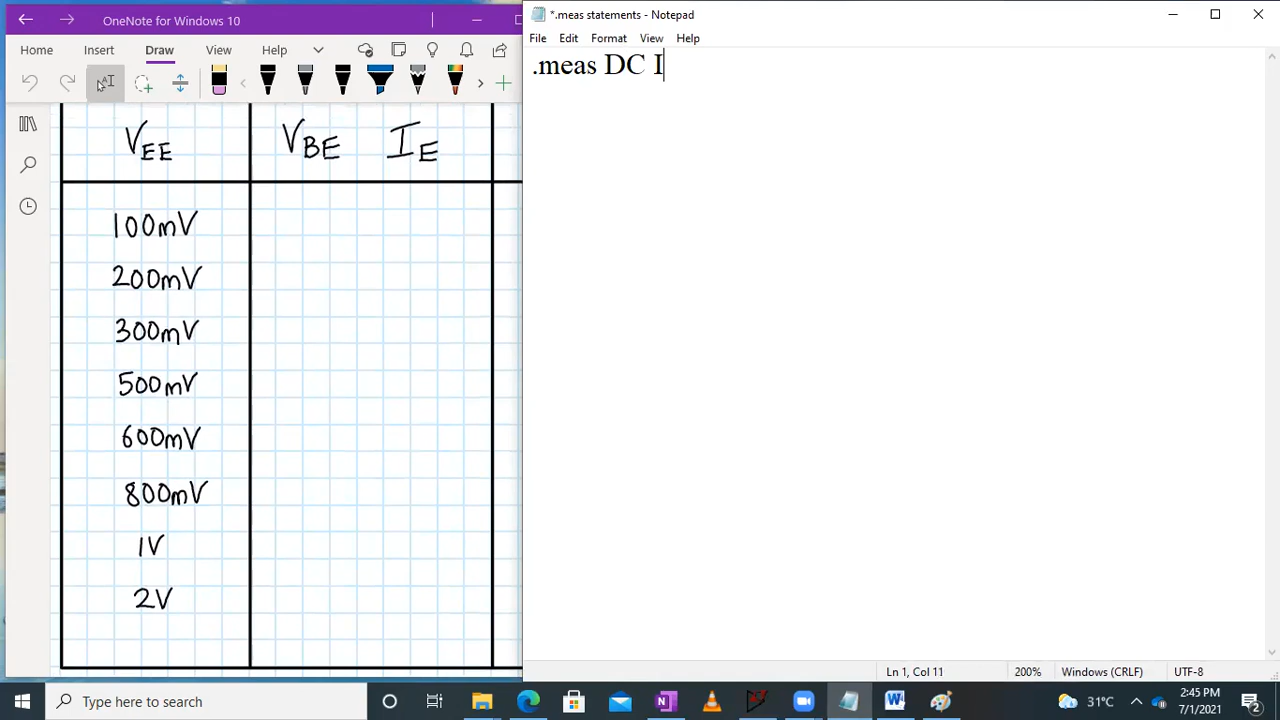 OneNote for Windows 10
Home Insert Draw View Help
V_EE V_BE I_E
100mV
200mV
300mV
500mV
600mV
800mV
1V
2V
*.meas statements - Notepad
File Edit Format View Help
.meas DC I
Ln 1, Col 11 200% Windows (CRLF) UTF-8
Type here to search
31°C
2:45 PM
7/1/2021
2